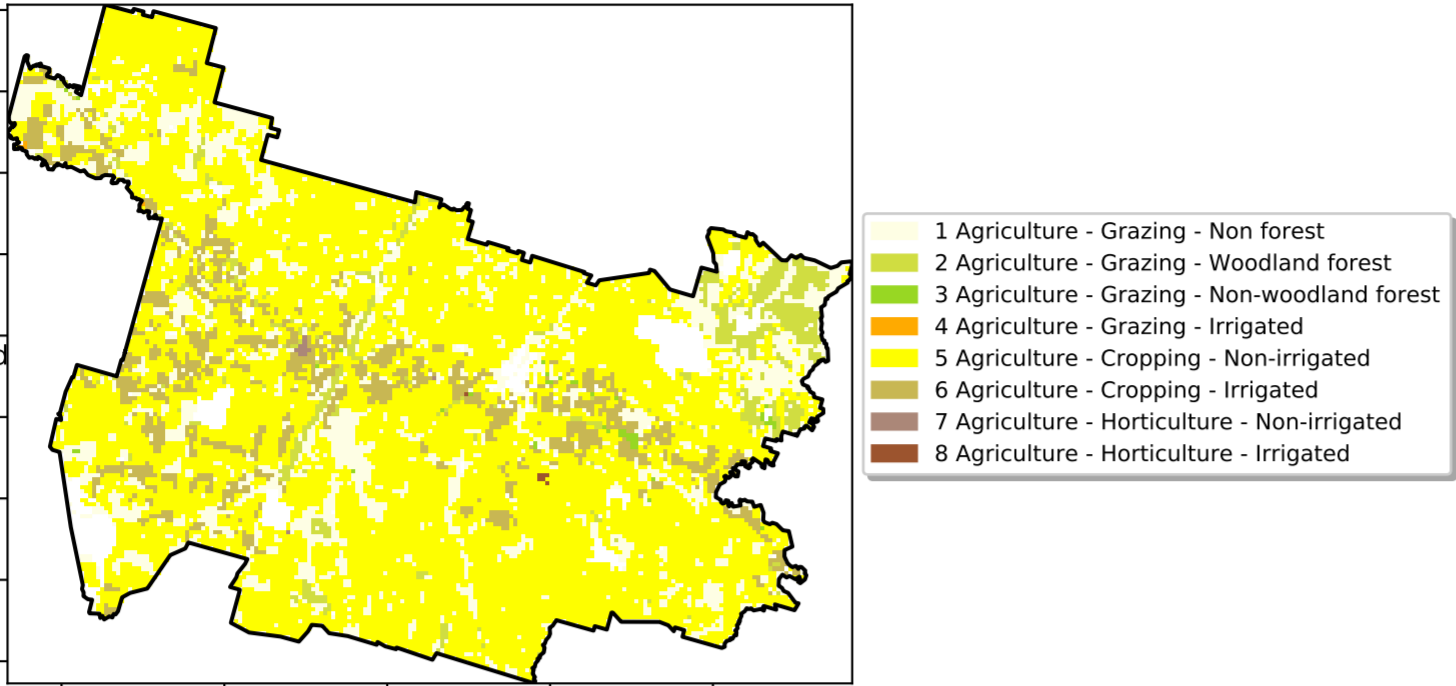 d
1 Agriculture - Grazing - Non forest
2 Agriculture - Grazing - Woodland forest
3 Agriculture - Grazing - Non-woodland forest
4 Agriculture - Grazing - Irrigated
5 Agriculture - Cropping - Non-irrigated
6 Agriculture - Cropping - Irrigated
7 Agriculture - Horticulture - Non-irrigated
8 Agriculture - Horticulture - Irrigated